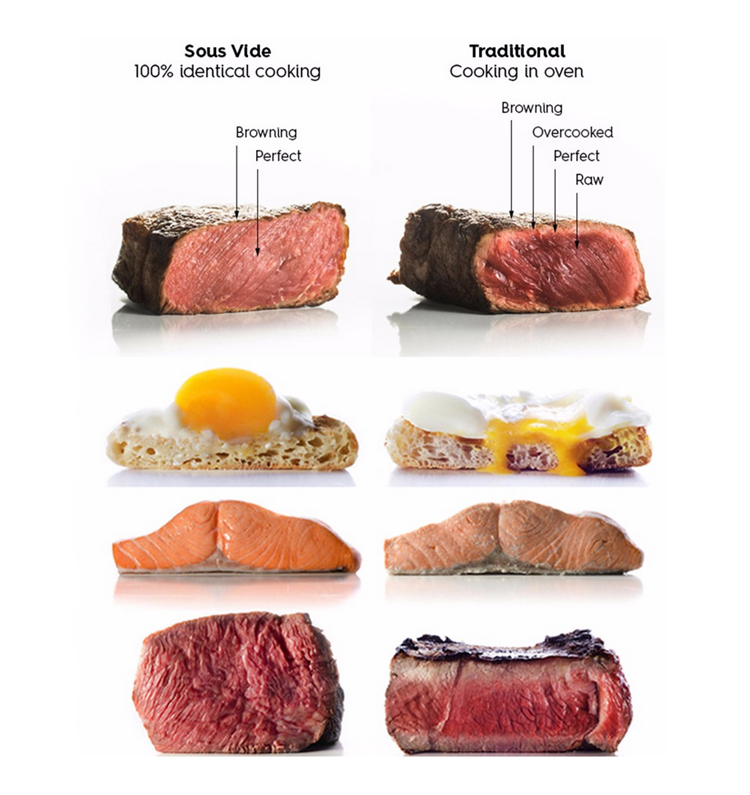 Sous Vide
100% identical cooking
Browning
Perfect
Traditional
Cooking in oven
Browning
Overcooked
Perfect
Raw